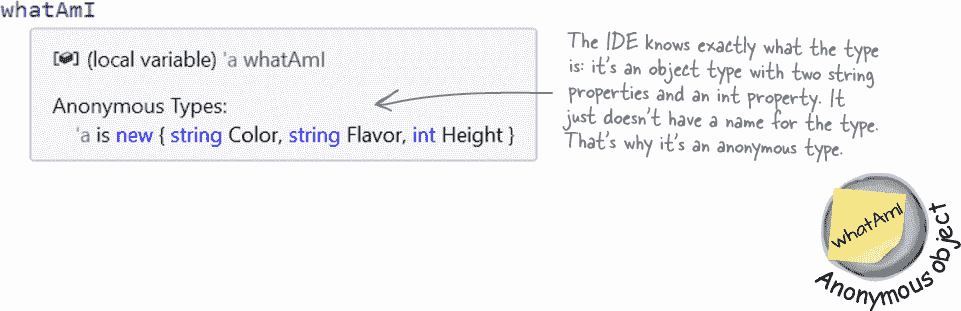 whatAmI
(local variable) 'a whatAmI
Anonymous Types:
'a is new { string Color, string Flavor, int Height }
The IDE knows exactly what the type
is: it's an object type with two string
properties and an int property. It
just doesn't have a name for the type.
That's why it's an anonymous type.
whatAmI
Anonymous object